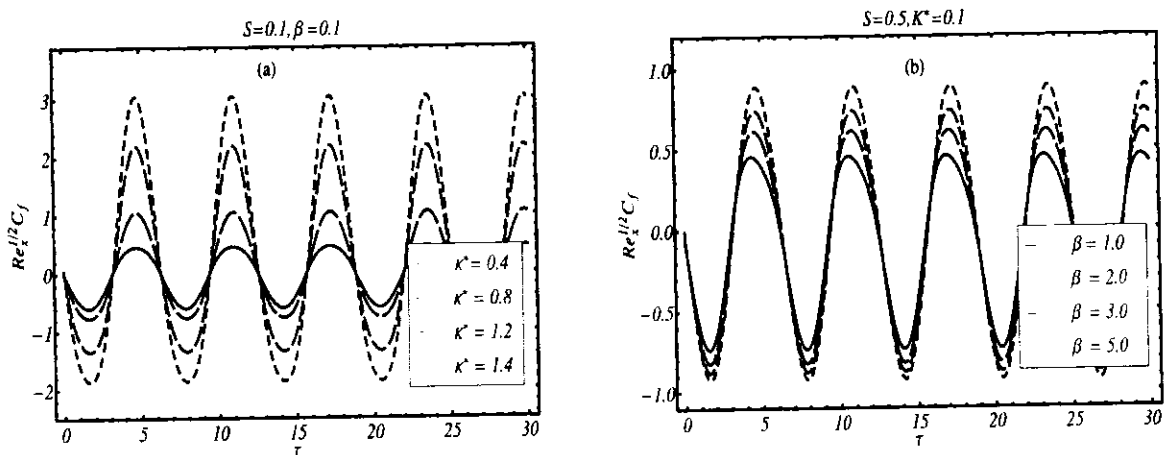 S=0.1, β=0.1
(a)
Re_x^{1/2} C_f
3
2
1
0
−1
−2
0 5 10 15 20 25 30
τ
κ* = 0.4
κ* = 0.8
κ* = 1.2
κ* = 1.4
S=0.5, K*=0.1
(b)
Re_x^{1/2} C_f
1.0
0.5
0.0
−0.5
−1.0
0 5 10 15 20 25 30
τ
β = 1.0
β = 2.0
β = 3.0
β = 5.0